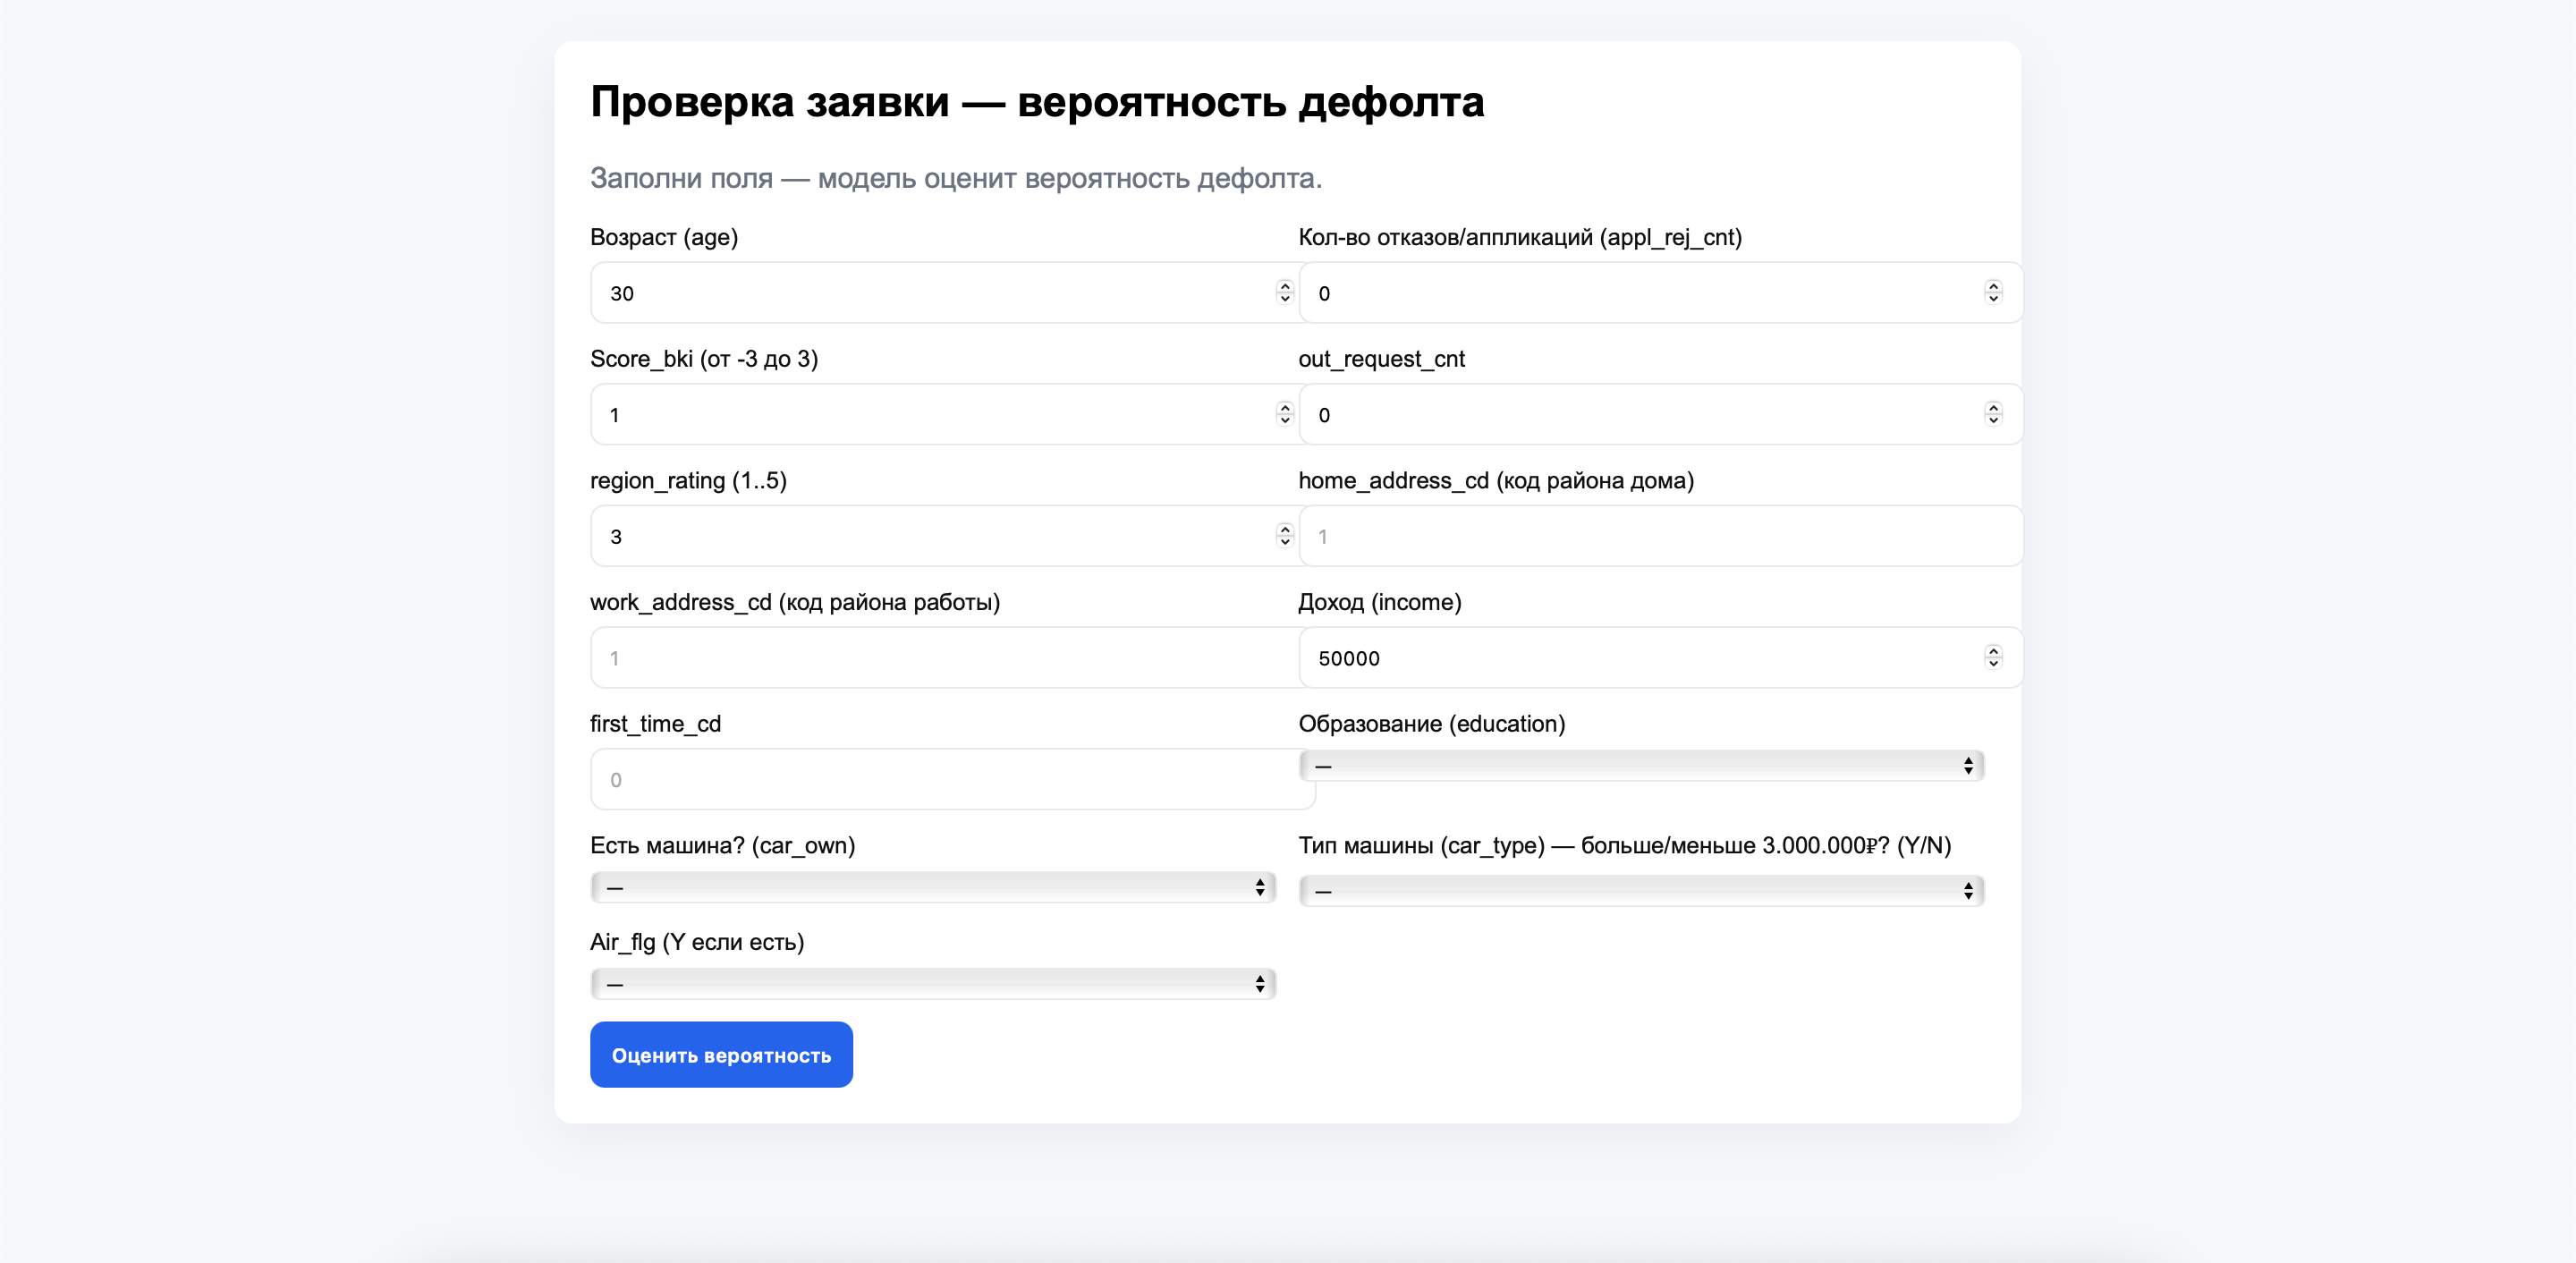 Проверка заявки — вероятность дефолта
Заполни поля — модель оценит вероятность дефолта.
Возраст (age)
Кол-во отказов/аппликаций (appl_rej_cnt)
30
0
Score_bki (от -3 до 3)
out_request_cnt
1
0
region_rating (1..5)
home_address_cd (код района дома)
3
1
work_address_cd (код района работы)
Доход (income)
1
50000
first_time_cd
Образование (education)
0
—
Есть машина? (car_own)
Тип машины (car_type) — больше/меньше 3.000.000₽? (Y/N)
—
—
Air_flg (Y если есть)
—
Оценить вероятность